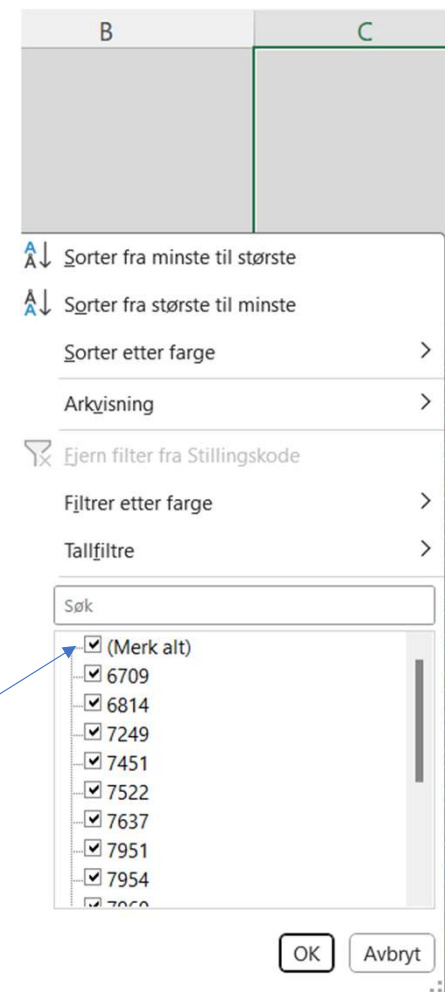 B C
Sorter fra minste til største
Sorter fra største til minste
Sorter etter farge
Arkvisning
Fjern filter fra Stillingskode
Filtrer etter farge
Tallfiltre
Søk
(Merk alt)
6709
6814
7249
7451
7522
7637
7951
7954
OK Avbryt